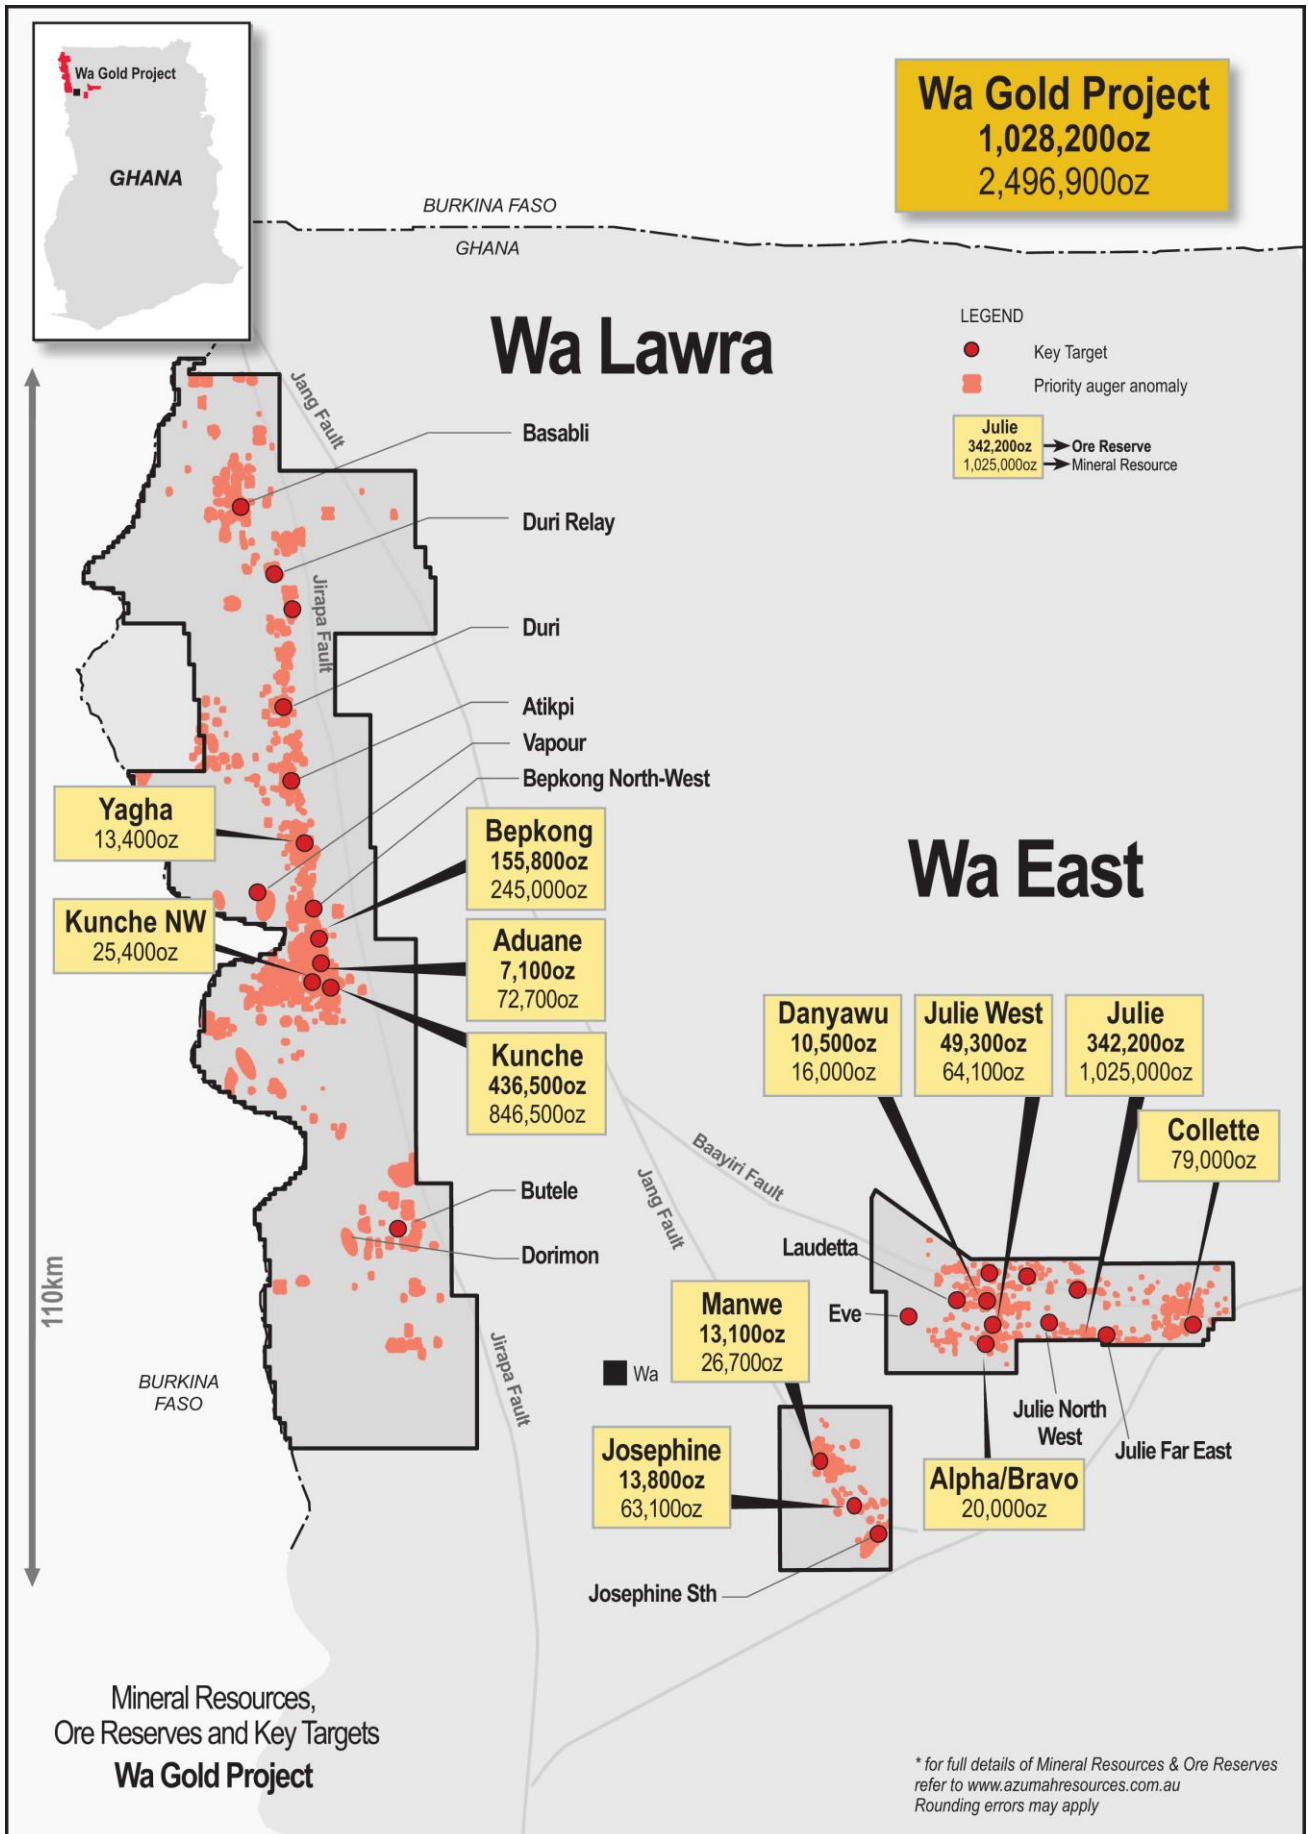 Wa Gold Project
GHANA
Wa Gold Project
1,028,200oz
2,496,900oz
BURKINA FASO
GHANA
Wa Lawra
LEGEND
Key Target
Priority auger anomaly
Julie
342,200oz
1,025,000oz
Ore Reserve
Mineral Resource
Jang Fault
Basabli
Duri Relay
Jirapa Fault
Duri
Atikpi
Vapour
Bepkong North-West
Yagha
13,400oz
Bepkong
155,800oz
245,000oz
Wa East
Kunche NW
25,400oz
Aduane
7,100oz
72,700oz
Kunche
436,500oz
846,500oz
Danyawu
10,500oz
16,000oz
Julie West
49,300oz
64,100oz
Julie
342,200oz
1,025,000oz
Collette
79,000oz
Baayiri Fault
Jang Fault
Butele
Dorimon
Laudetta
Eve
110km
Manwe
13,100oz
26,700oz
Jirapa Fault
Wa
BURKINA
FASO
Julie North
West
Julie Far East
Josephine
13,800oz
63,100oz
Alpha/Bravo
20,000oz
Josephine Sth
Mineral Resources,
Ore Reserves and Key Targets
Wa Gold Project
* for full details of Mineral Resources & Ore Reserves
refer to www.azumahresources.com.au
Rounding errors may apply